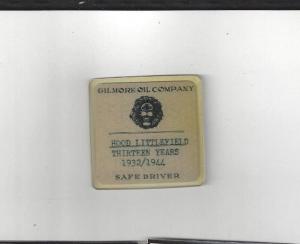 GILMORE OIL COMPANY
HOOD LITTLEFIELD
THIRTEEN YEARS
1932/1944
SAFE DRIVER